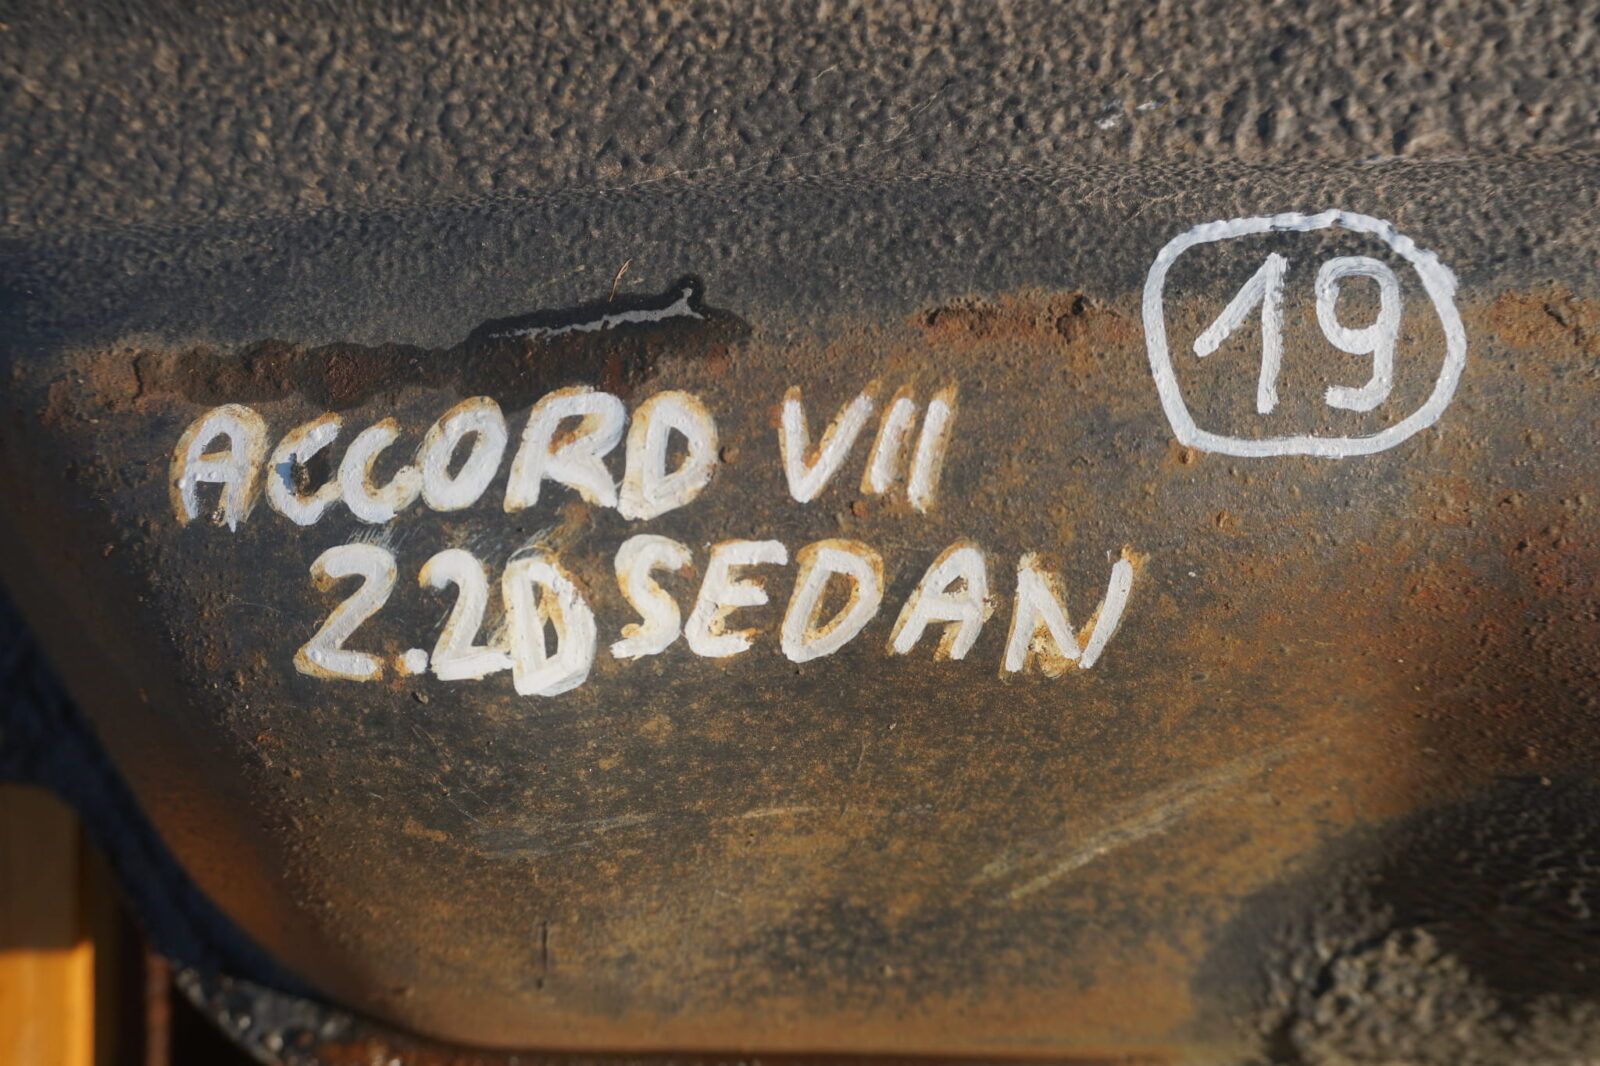 19
ACCORD VII
2.2D SEDAN